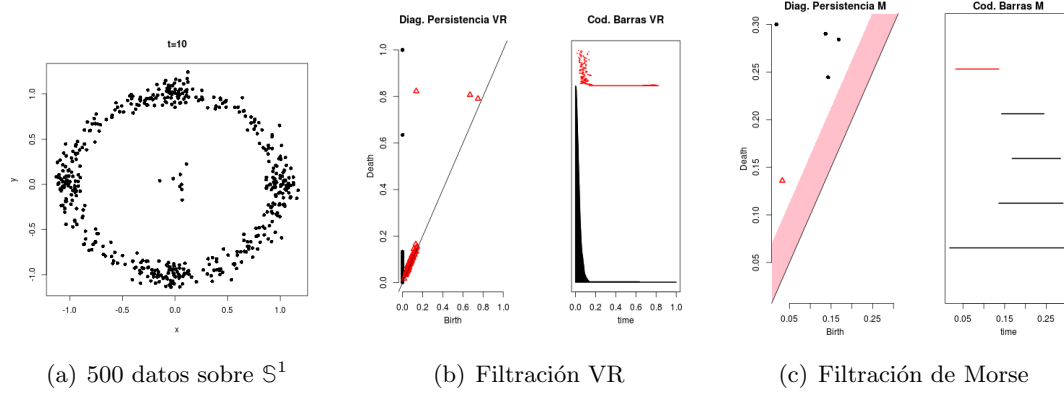 t=10
y
1.0
0.5
0.0
-0.5
-1.0
-1.0 -0.5 0.0 0.5 1.0
x
Diag. Persistencia VR
Death
1.0
0.8
0.6
0.4
0.2
0.0
0.0 0.2 0.4 0.6 0.8 1.0
Birth
Cod. Barras VR
0.0 0.2 0.4 0.6 0.8 1.0
time
Diag. Persistencia M
Death
0.30
0.25
0.20
0.15
0.10
0.05
0.05 0.15 0.25
Birth
Cod. Barras M
0.05 0.15 0.25
time
(a) 500 datos sobre 𝕊¹
(b) Filtración VR
(c) Filtración de Morse